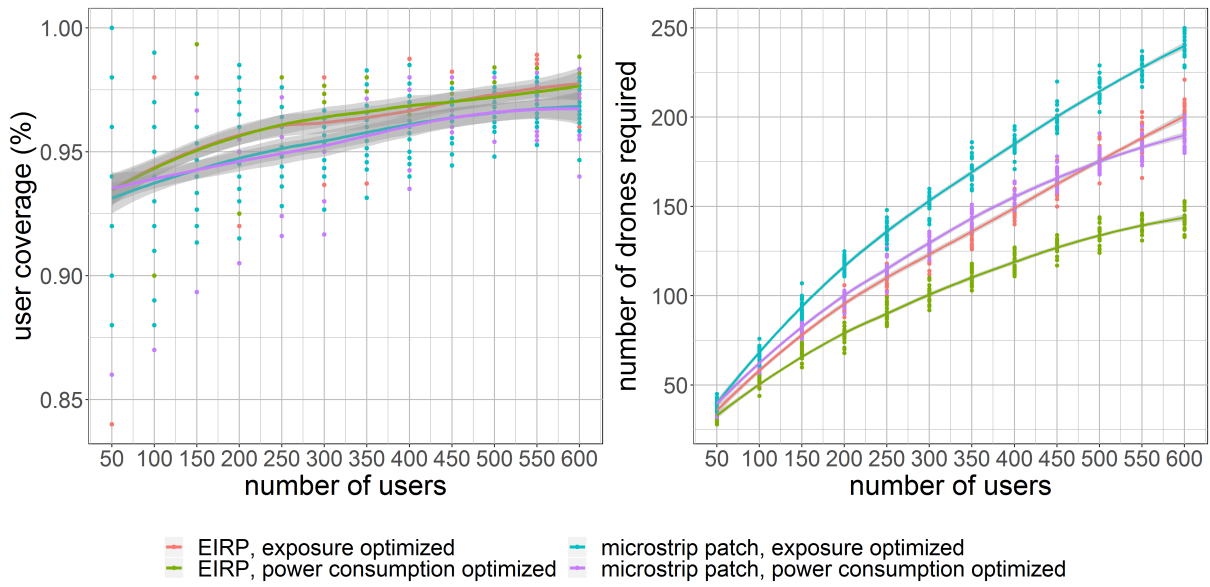 1.00
0.95
0.90
0.85
user coverage (%)
50 100 150 200 250 300 350 400 450 500 550 600
number of users
250
200
150
100
50
number of drones required
50 100 150 200 250 300 350 400 450 500 550 600
number of users
EIRP, exposure optimized
EIRP, power consumption optimized
microstrip patch, exposure optimized
microstrip patch, power consumption optimized